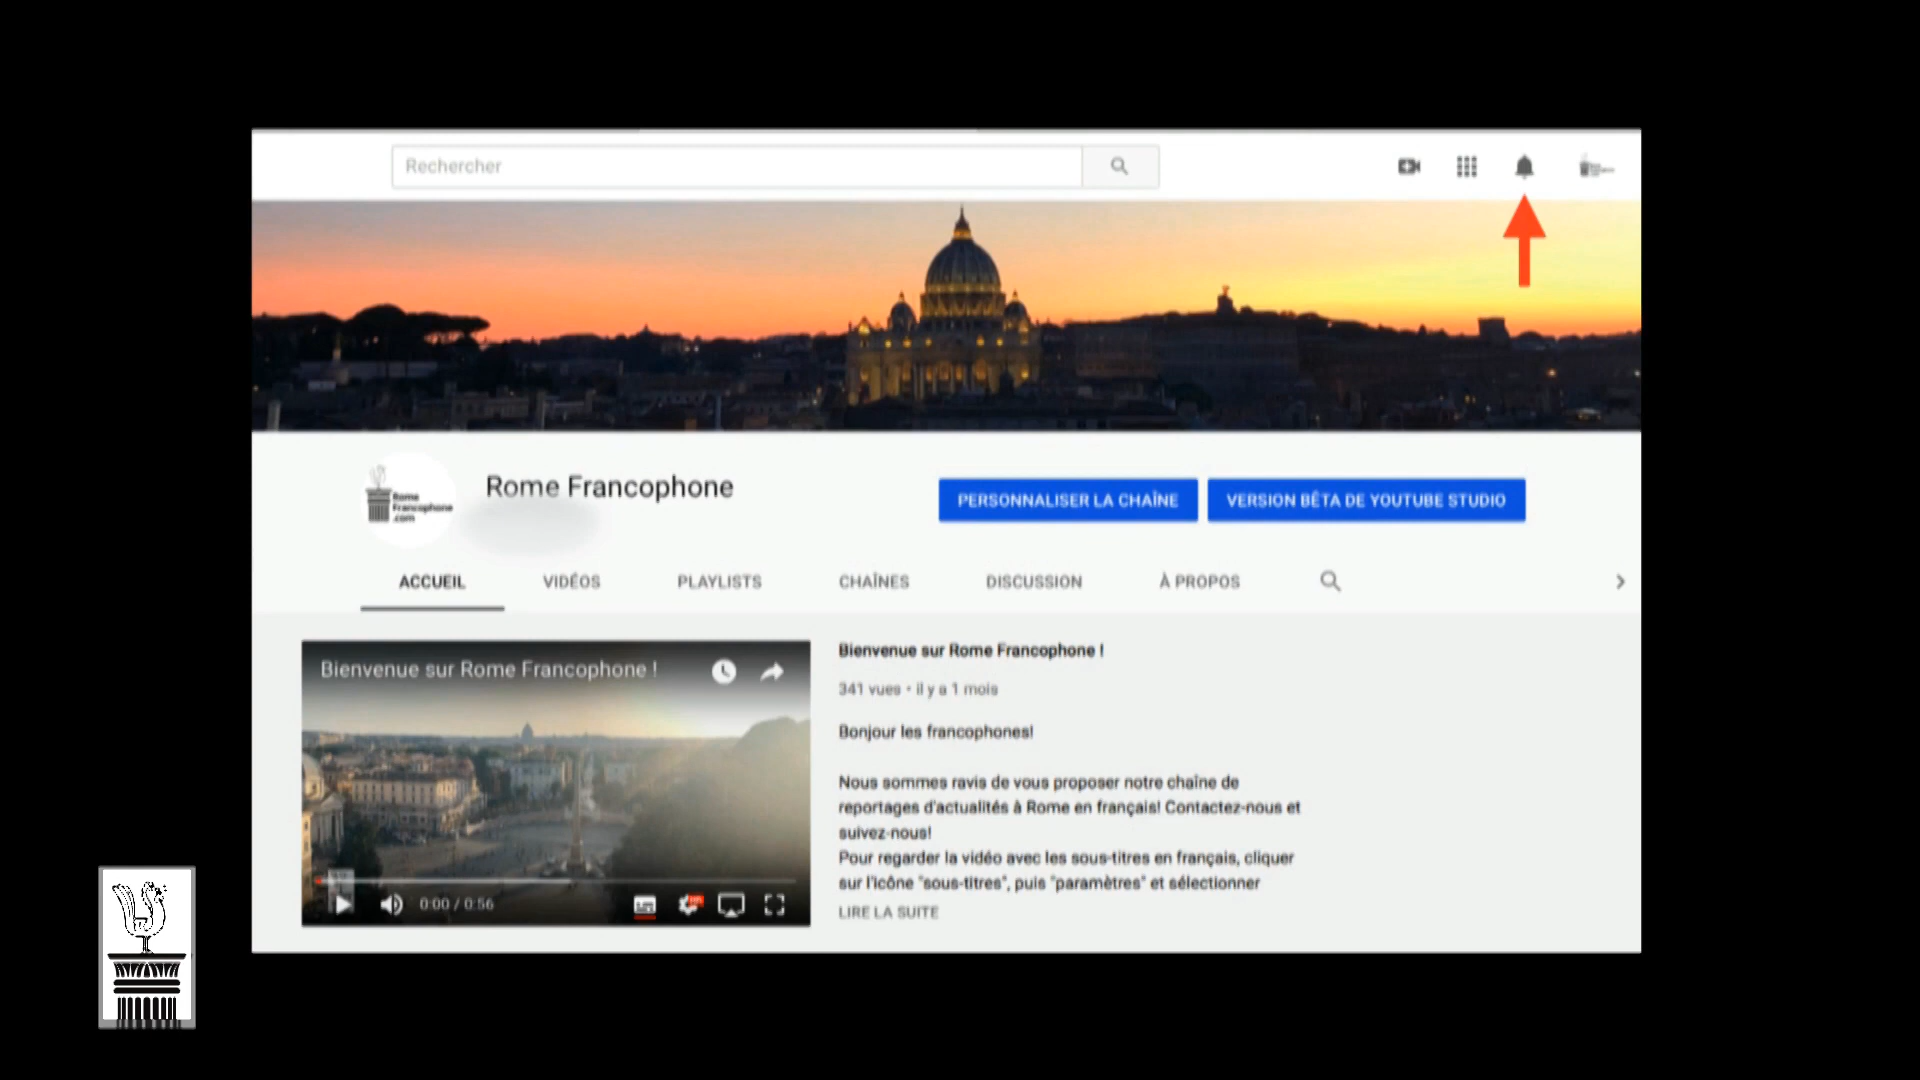 Rechercher
Rome
Francophone
.com
Rome Francophone
PERSONNALISER LA CHAÎNE
VERSION BÊTA DE YOUTUBE STUDIO
ACCUEIL
VIDÉOS
PLAYLISTS
CHAÎNES
DISCUSSION
À PROPOS
Bienvenue sur Rome Francophone !
0:00 / 0:56
Bienvenue sur Rome Francophone !
341 vues • il y a 1 mois
Bonjour les francophones!
Nous sommes ravis de vous proposer notre chaîne de
reportages d'actualités à Rome en français! Contactez-nous et
suivez-nous!
Pour regarder la vidéo avec les sous-titres en français, cliquer
sur l'icône "sous-titres", puis "paramètres" et sélectionner
LIRE LA SUITE